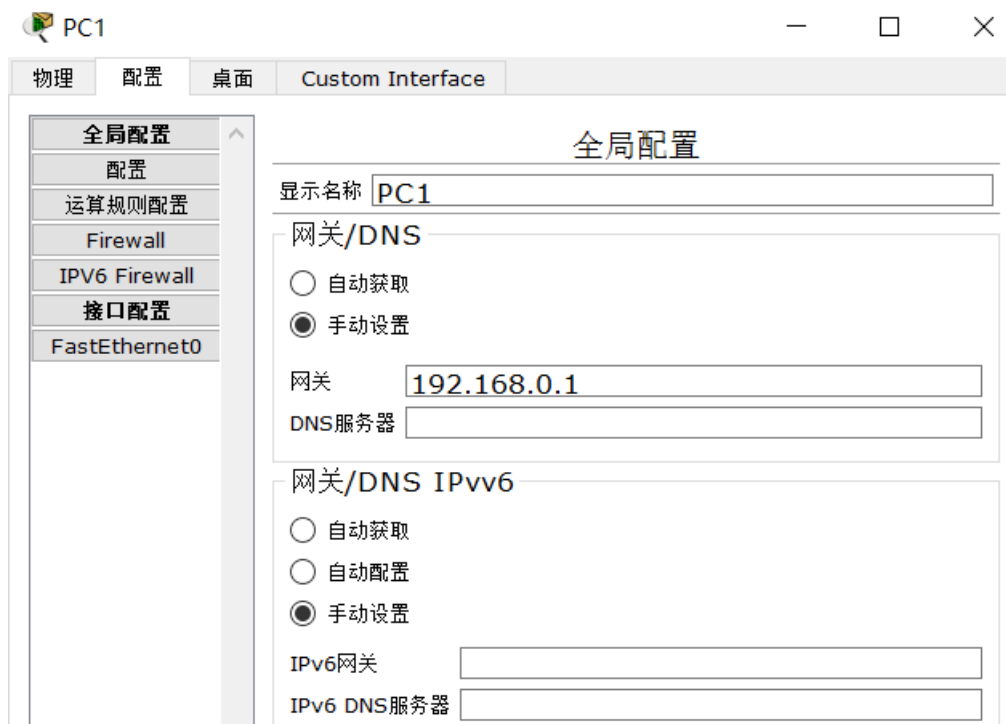 PC1
物理 配置 桌面 Custom Interface
全局配置
配置
运算规则配置
Firewall
IPV6 Firewall
接口配置
FastEthernet0
全局配置
显示名称 PC1
网关/DNS
自动获取
手动设置
网关 192.168.0.1
DNS服务器
网关/DNS IPvv6
自动获取
自动配置
手动设置
IPv6网关
IPv6 DNS服务器